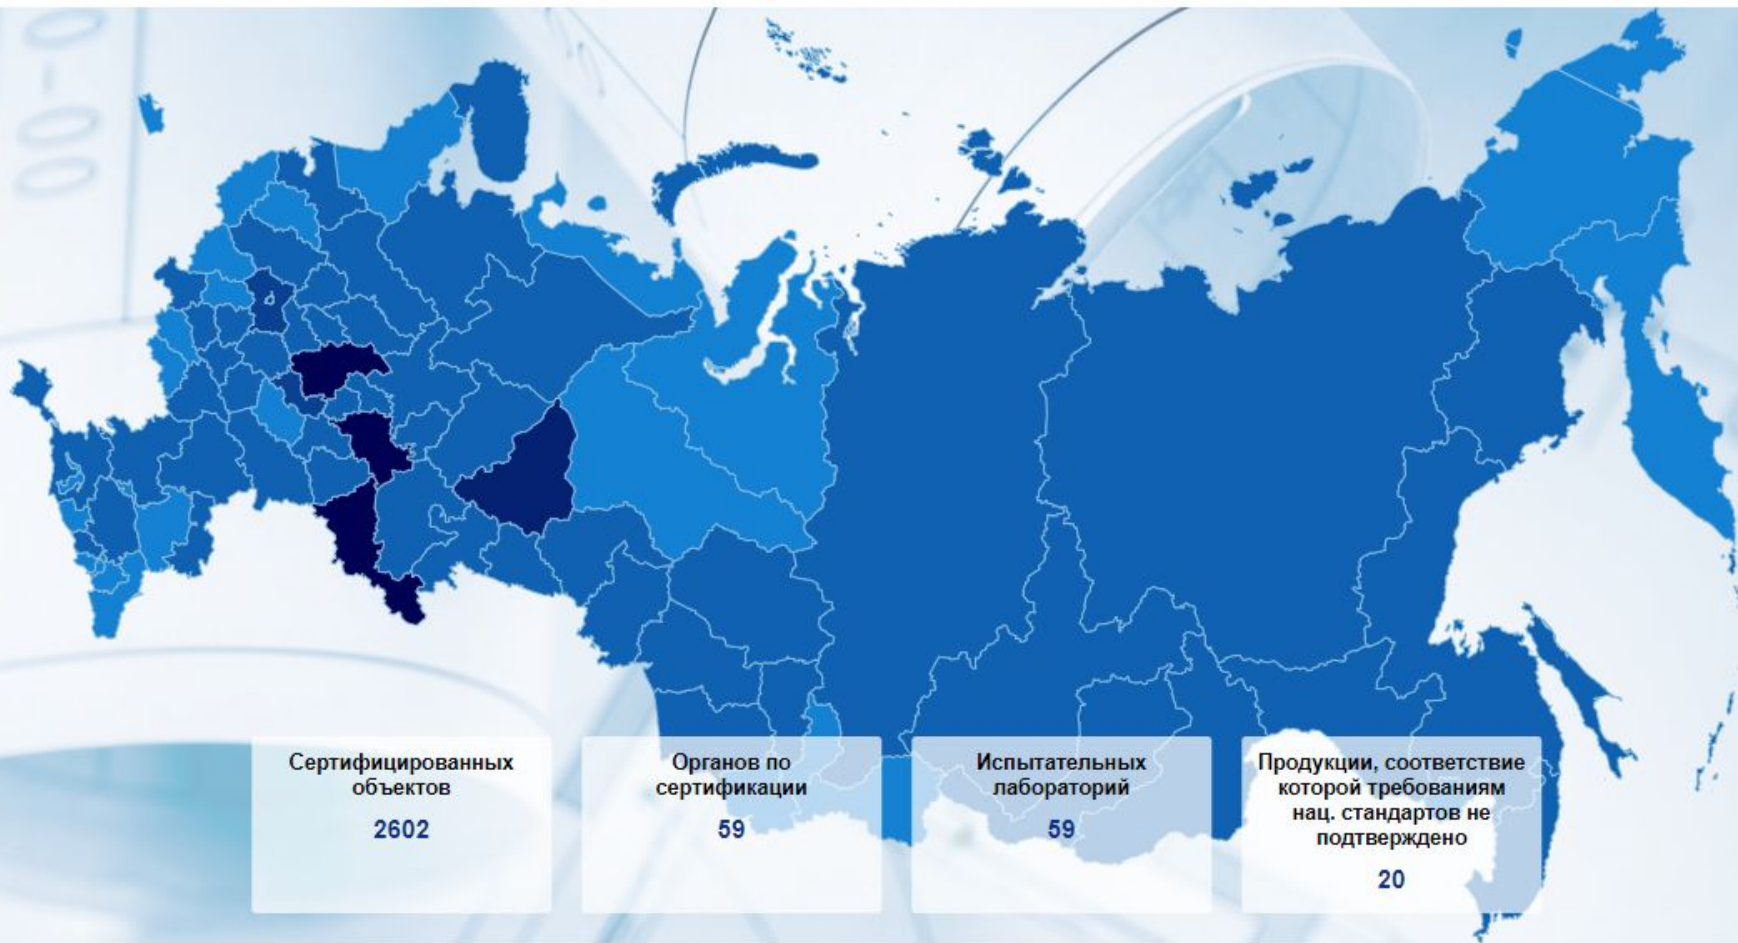 Сертифицированных
объектов
2602
Органов по
сертификации
59
Испытательных
лабораторий
59
Продукции, соответствие
которой требованиям
нац. стандартов не
подтверждено
20